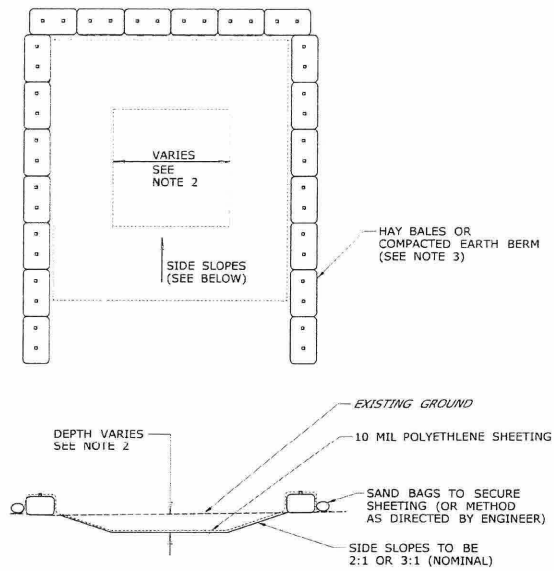 VARIES
SEE
NOTE 2
SIDE SLOPES
(SEE BELOW)
HAY BALES OR
COMPACTED EARTH BERM
(SEE NOTE 3)
EXISTING GROUND
DEPTH VARIES
SEE NOTE 2
10 MIL POLYETHLENE SHEETING
SAND BAGS TO SECURE
SHEETING (OR METHOD
AS DIRECTED BY ENGINEER)
SIDE SLOPES TO BE
2:1 OR 3:1 (NOMINAL)